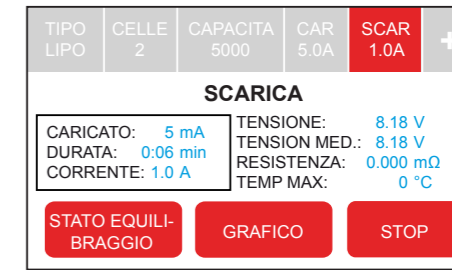 TIPO CELLE CAPACITA CAR SCAR
LIPO 2 5000 5.0A 1.0A +
SCARICA
CARICATO: 5 mA
DURATA: 0:06 min
CORRENTE: 1.0 A
TENSIONE: 8.18 V
TENSION MED.: 8.18 V
RESISTENZA: 0.000 mΩ
TEMP MAX: 0 °C
STATO EQUILI-
BRAGGIO
GRAFICO
STOP